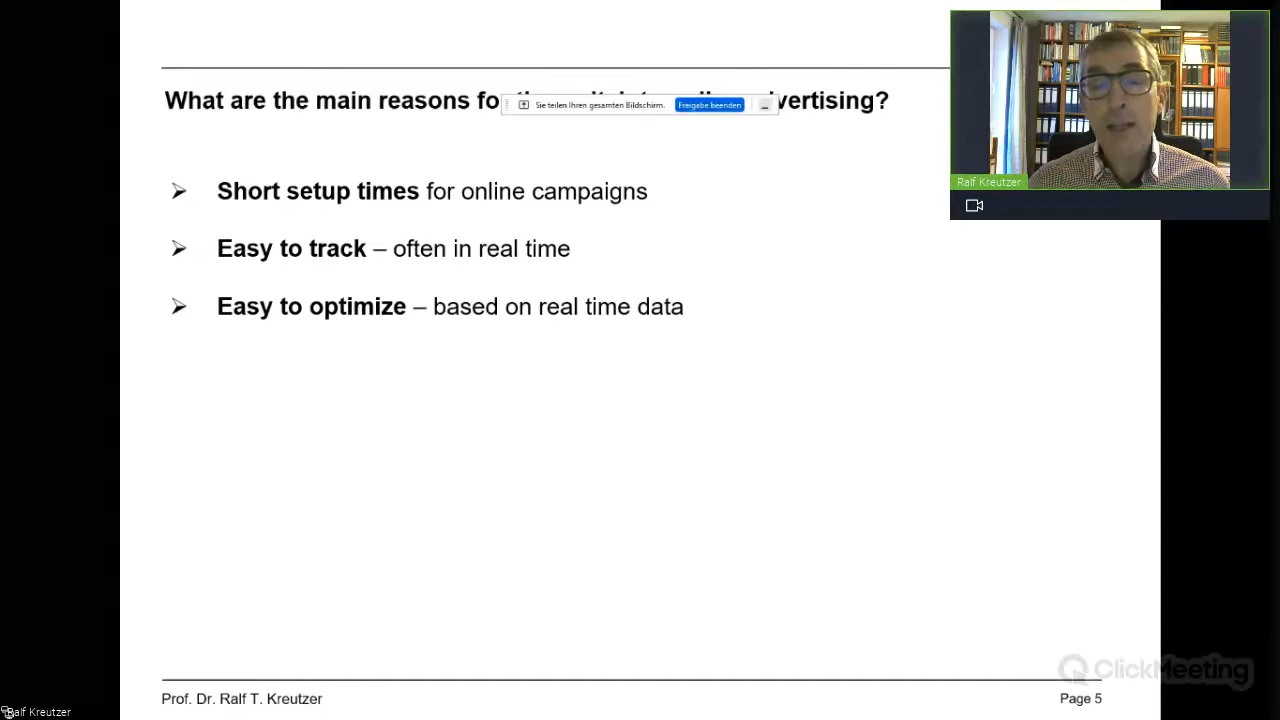 What are the main reasons for
vertising?
Sie teilen Ihren gesamten Bildschirm. Freigabe beenden
Ralf Kreutzer
➢ Short setup times for online campaigns
➢ Easy to track – often in real time
➢ Easy to optimize – based on real time data
ClickMeeting
Prof. Dr. Ralf T. Kreutzer
Page 5
Ralf Kreutzer